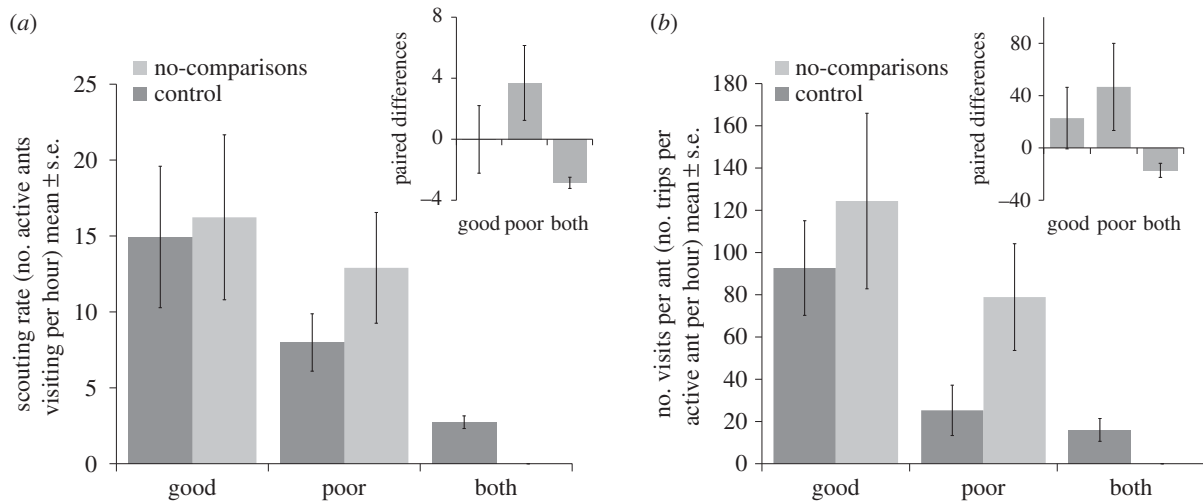 (a)
8
4
0
–4
paired differences
good poor both
25
20
15
10
5
0
scouting rate (no. active ants
visiting per hour) mean ± s.e.
no-comparisons
control
good poor both
(b)
80
40
0
–40
paired differences
good poor both
180
160
140
120
100
80
60
40
20
0
no. visits per ant (no. trips per
active ant per hour) mean ± s.e.
no-comparisons
control
good poor both